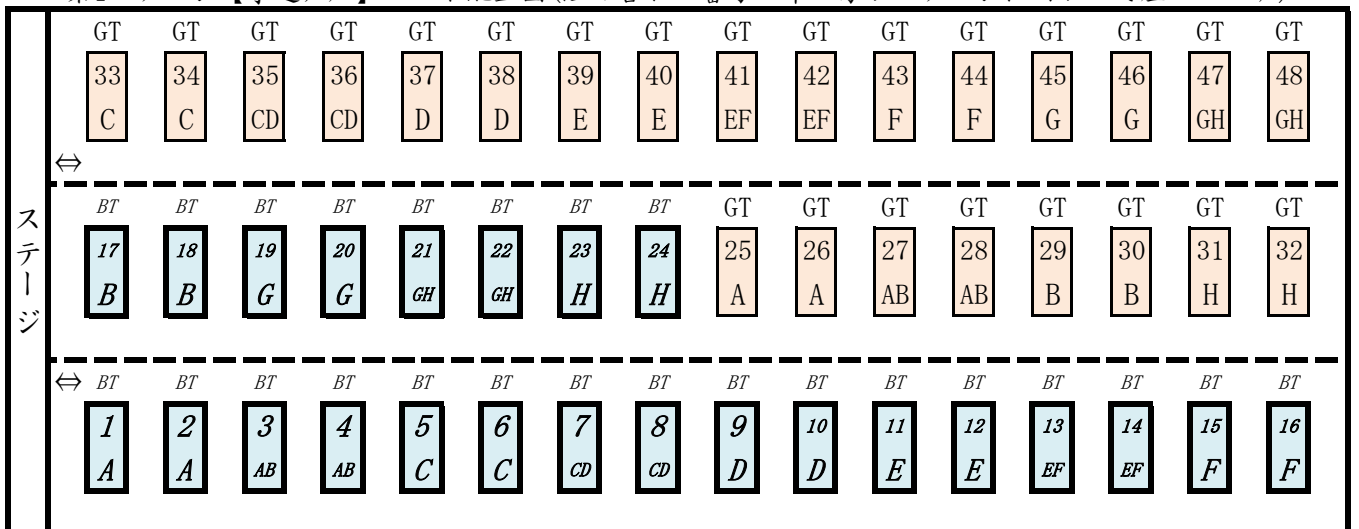 GT GT GT GT GT GT GT GT GT GT GT GT GT GT GT GT
33 34 35 36 37 38 39 40 41 42 43 44 45 46 47 48
C C CD CD D D E E EF EF F F G G GH GH
⇔
ステージ
BT BT BT BT BT BT BT BT GT GT GT GT GT GT GT GT
17 18 19 20 21 22 23 24 25 26 27 28 29 30 31 32
B B G G GH GH H H A A AB AB B B H H
⇔ BT BT BT BT BT BT BT BT BT BT BT BT BT BT BT BT
1 2 3 4 5 6 7 8 9 10 11 12 13 14 15 16
A A AB AB C C CD CD D D E E EF EF F F